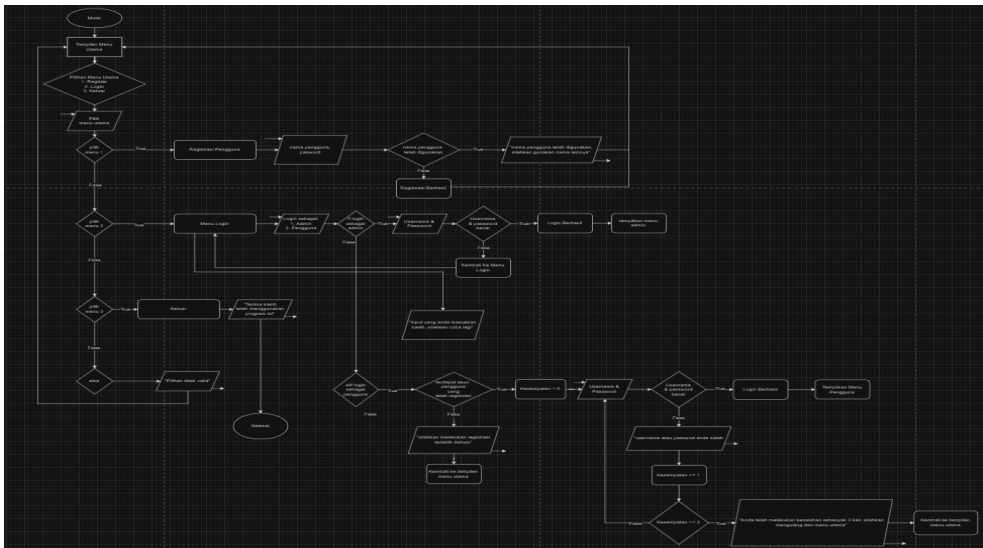 Mulai
Tampilan Menu
Utama
Pilihan Menu Utama
1. Register
2. Login
3. Keluar
Pilih
menu utama
pilih
menu 1
True
Registrasi Pengguna
nama pengguna,
password
nama pengguna
telah digunakan
True
"nama pengguna telah digunakan,
silahkan gunakan nama lainnya"
False
Registrasi Berhasil
False
pilih
menu 2
True
Menu Login
Login sebagai
1. Admin
2. Pengguna
if login
sebagai
admin
True
Username &
Password
Username
& password
benar
True
Login Berhasil
tampilkan menu
admin
False
False
Kembali Ke Menu
Login
False
pilih
menu 3
True
Keluar
"Terima kasih
telah menggunakan
program ini"
"Input yang anda masukkan
salah, silahkan coba lagi"
False
else
"Pilihan tidak valid"
Selesai
elif login
sebagai
pengguna
True
False
terdapat akun
pengguna
yang
telah registrasi
True
Kesempatan = 0
Username &
Password
Username
& password
benar
True
Login Berhasil
Tampilkan Menu
Pengguna
False
"silahkan melakukan registrasi
terlebih dahulu"
Kembali ke tampilan
menu utama
False
"username atau password anda salah
Kesempatan += 1
False
True
"Anda telah melakukan kesalahan sebanyak 3 kali, silahkan
mengulang dari menu utama"
Kembali ke tampilan
menu utama